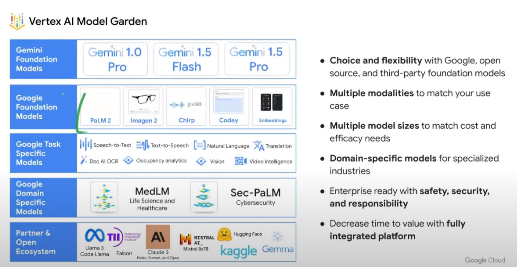 Vertex AI Model Garden
Gemini
Foundation
Models
Gemini 1.0
Pro
Gemini 1.5
Flash
Gemini 1.5
Pro
Google
Foundation
Models
PaLM 2
Imagen 2
Chirp
Codey
Embeddings
Google Task
Specific
Models
Speech-to-Text
Text-to-Speech
Natural Language
Translation
Doc AI OCR
Occupancy analytics
Vision
Video Intelligence
Google
Domain
Specific
Models
MedLM
Life Science and
Healthcare
Sec-PaLM
Cybersecurity
Partner &
Open
Ecosystem
Llama 3
Code Llama
TII
Falcon
Claude 3
MISTRAL
AI_
Mixtral 8x7B
Hugging Face
kaggle
Gemma
• Choice and flexibility with Google, open
source, and third-party foundation models
• Multiple modalities to match your use
case
• Multiple model sizes to match cost and
efficacy needs
• Domain-specific models for specialized
industries
• Enterprise ready with safety, security,
and responsibility
• Decrease time to value with fully
integrated platform
Google Cloud